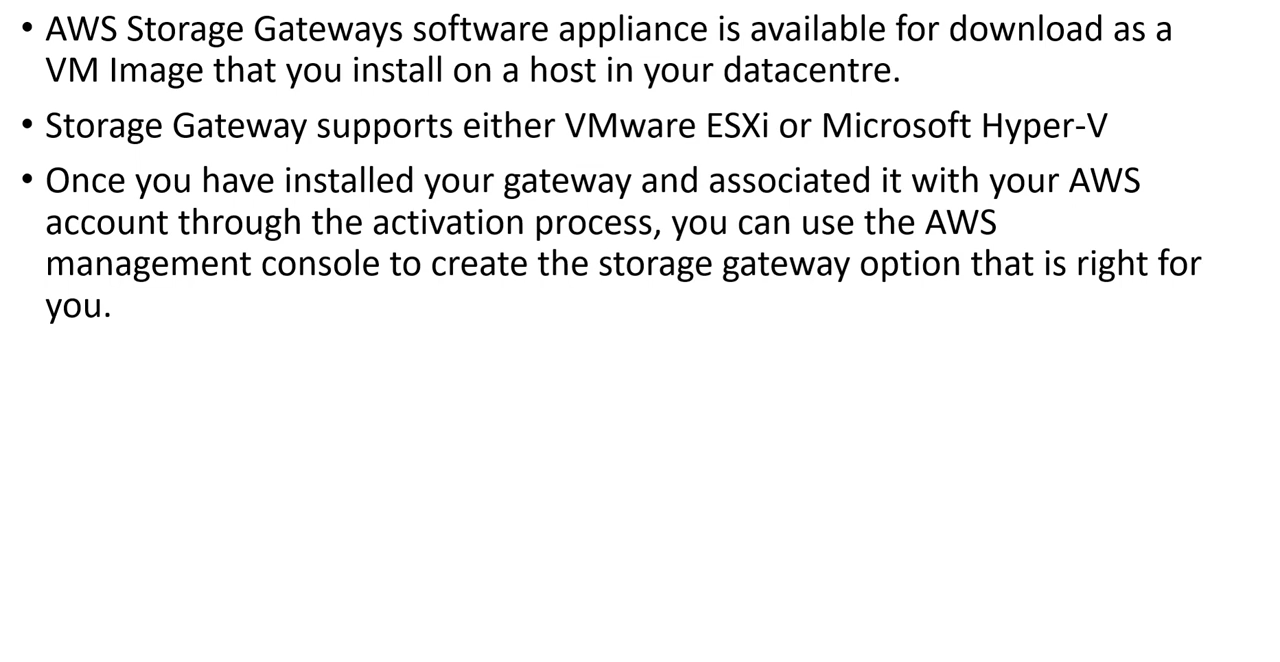 • AWS Storage Gateways software appliance is available for download as a
VM Image that you install on a host in your datacentre.
• Storage Gateway supports either VMware ESXi or Microsoft Hyper-V
• Once you have installed your gateway and associated it with your AWS
account through the activation process, you can use the AWS
management console to create the storage gateway option that is right for
you.